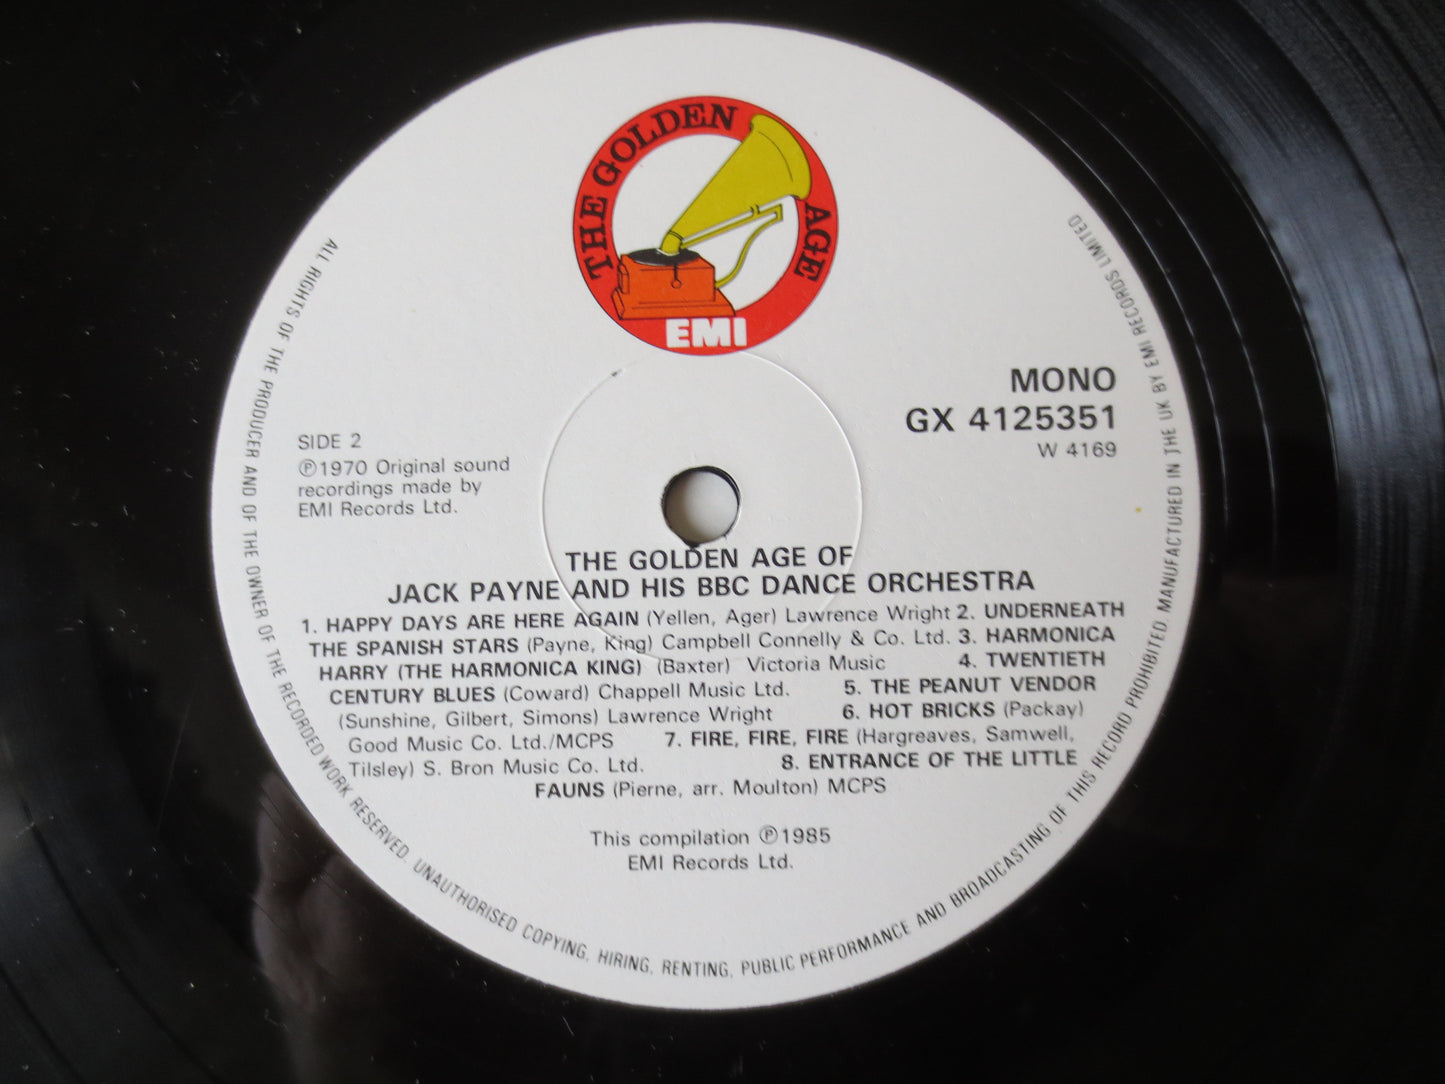 THE GOLDEN AGE
EMI
MONO
GX 4125351
W 4169
SIDE 2
Ⓟ1970 Original sound
recordings made by
EMI Records Ltd.
THE GOLDEN AGE OF
JACK PAYNE AND HIS BBC DANCE ORCHESTRA
1. HAPPY DAYS ARE HERE AGAIN (Yellen, Ager) Lawrence Wright 2. UNDERNEATH
THE SPANISH STARS (Payne, King) Campbell Connelly & Co. Ltd. 3. HARMONICA
HARRY (THE HARMONICA KING) (Baxter) Victoria Music 4. TWENTIETH
CENTURY BLUES (Coward) Chappell Music Ltd. 5. THE PEANUT VENDOR
(Sunshine, Gilbert, Simons) Lawrence Wright 6. HOT BRICKS (Packay)
Good Music Co. Ltd./MCPS 7. FIRE, FIRE, FIRE (Hargreaves, Samwell,
Tilsley) S. Bron Music Co. Ltd. 8. ENTRANCE OF THE LITTLE
FAUNS (Pierne, arr. Moulton) MCPS
This compilation Ⓟ1985
EMI Records Ltd.
ALL RIGHTS OF THE PRODUCER AND OF THE OWNER OF THE RECORDED WORK RESERVED. UNAUTHORISED COPYING, HIRING, RENTING, PUBLIC PERFORMANCE AND BROADCASTING OF THIS RECORD PROHIBITED. MANUFACTURED IN THE UK BY EMI RECORDS LIMITED